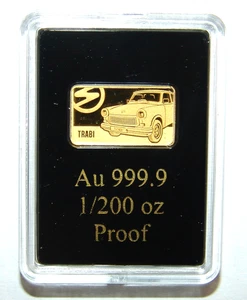 TRABI
Au 999.9
1/200 oz
Proof